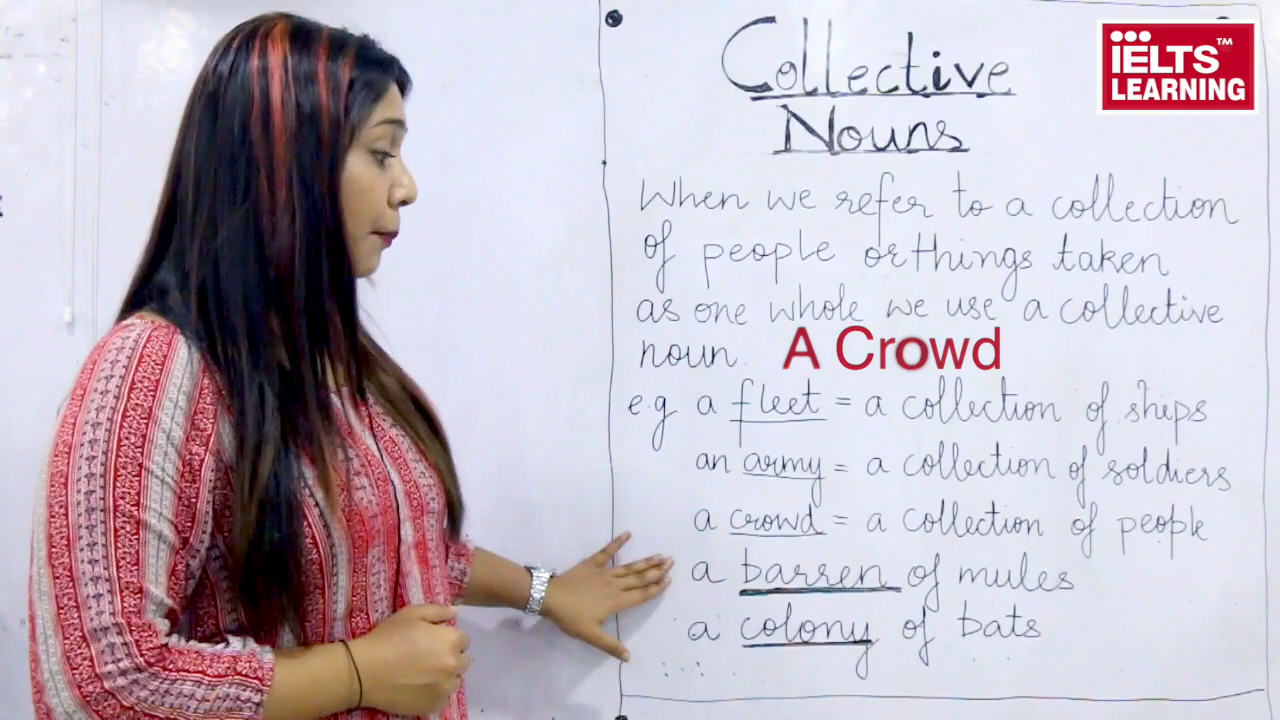 Collective
Nouns
IELTS™
LEARNING
When we refer to a collection
of people or things taken
as one whole we use a collective
noun.
A Crowd
e.g a fleet = a collection of ships
an army = a collection of soldiers
a crowd = a collection of people
a barren of mules
a colony of bats
.....